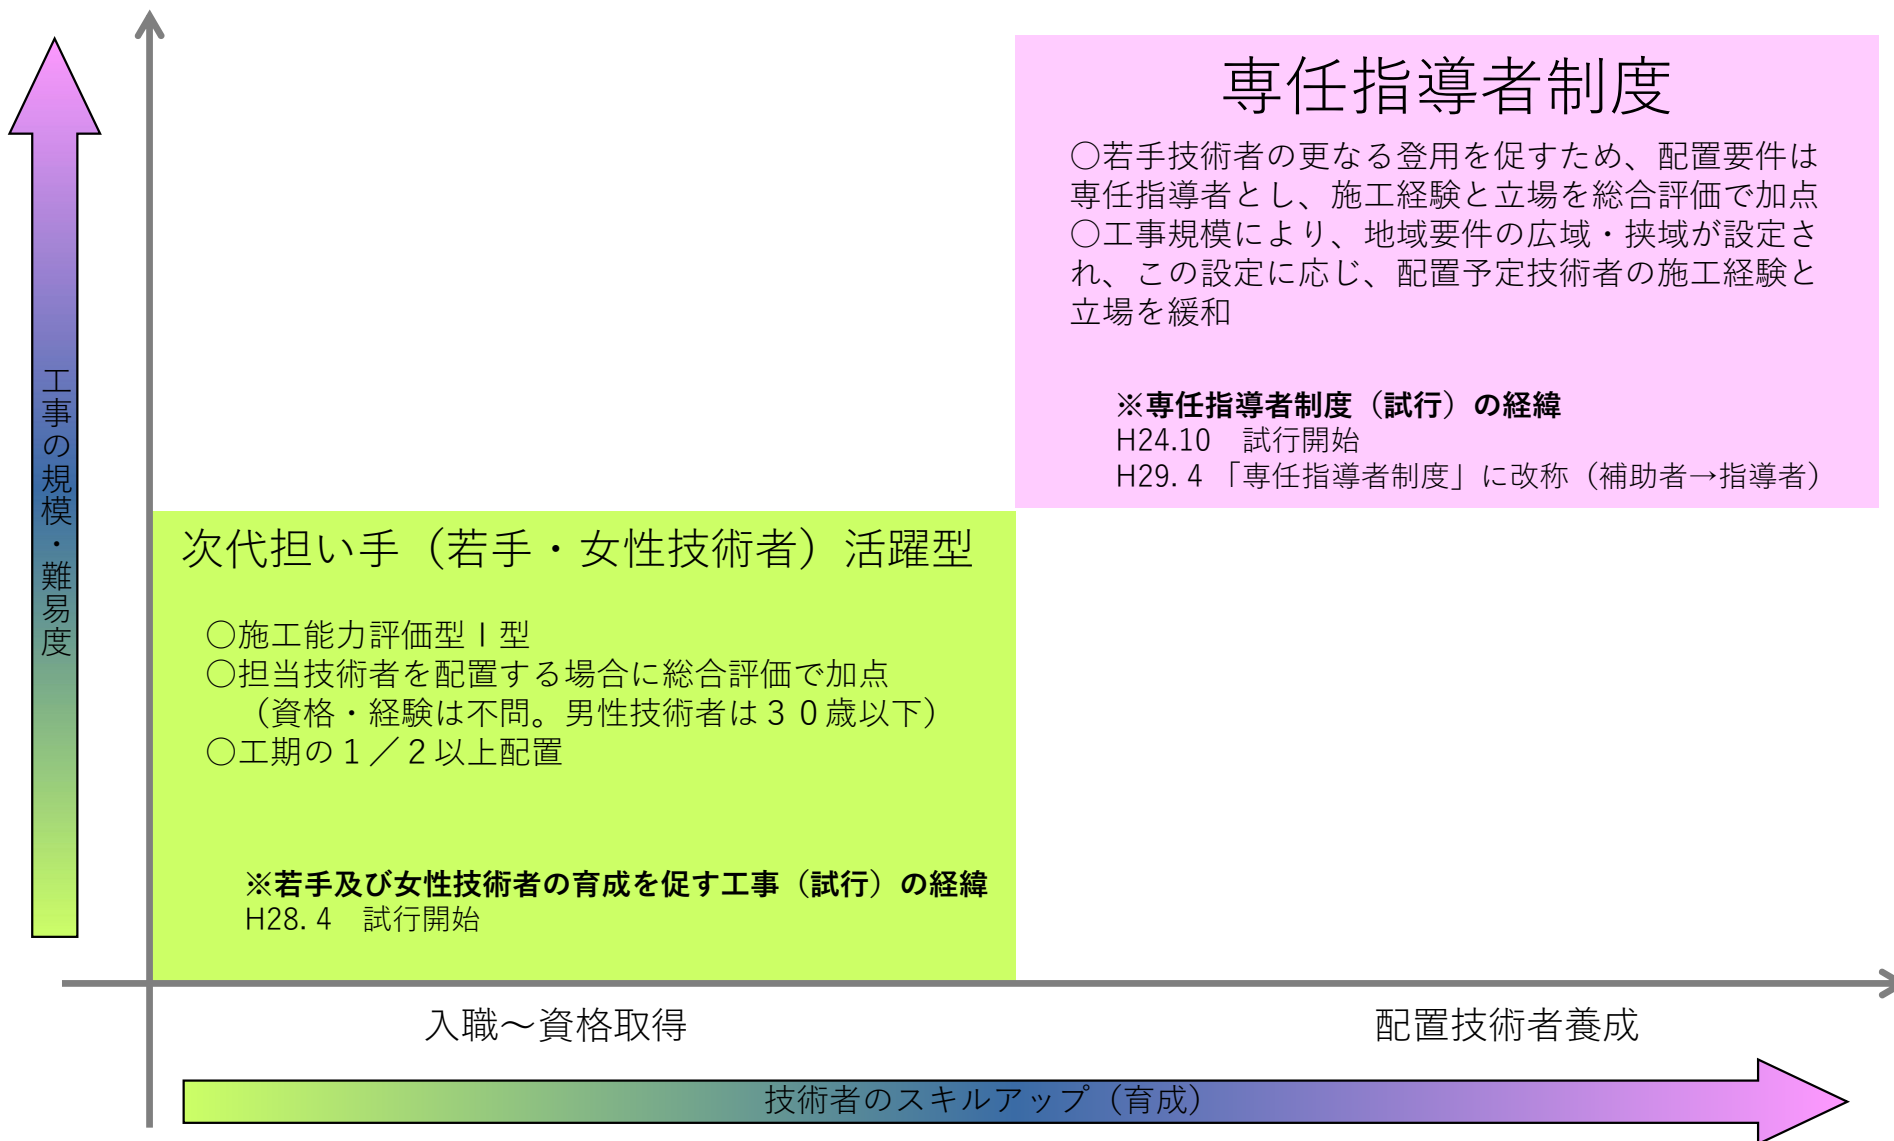 専任指導者制度
○若手技術者の更なる登用を促すため、配置要件は
専任指導者とし、施工経験と立場を総合評価で加点
○工事規模により、地域要件の広域・挟域が設定さ
れ、この設定に応じ、配置予定技術者の施工経験と
立場を緩和
※専任指導者制度（試行）の経緯
H24.10　試行開始
H29. 4 「専任指導者制度」に改称（補助者→指導者）
工事の規模・難易度
次代担い手（若手・女性技術者）活躍型
○施工能力評価型Ⅰ型
○担当技術者を配置する場合に総合評価で加点
（資格・経験は不問。男性技術者は３０歳以下）
○工期の１／２以上配置
※若手及び女性技術者の育成を促す工事（試行）の経緯
H28. 4　試行開始
入職～資格取得
配置技術者養成
技術者のスキルアップ（育成）